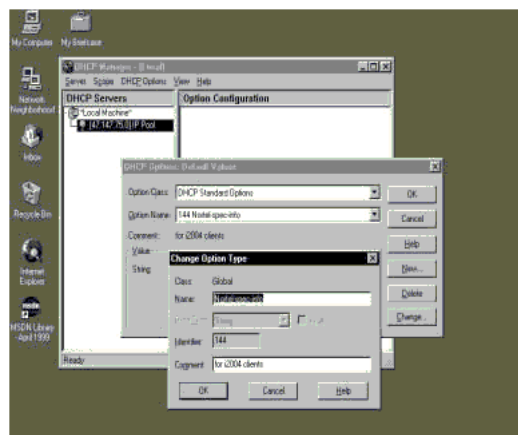 My Computer
My Briefcase
Network
Neighborhood
Inbox
Recycle Bin
Internet
Explorer
MSDN Library
- April 1999
DHCP Manager - (Local)
Server Scope DHCP Options View Help
DHCP Servers
Option Configuration
"Local Machine"
[47.147.75.0] IP Pool
Ready
DHCP Options: Default Values
Option Class:
DHCP Standard Options
OK
Option Name:
144 Nortel-spec-info
Cancel
Comment:
for i2004 clients
Help
Value
String
New...
Delete
Change...
Change Option Type
Class:
Global
Name:
Nortel-spec-info
String
Identifier:
144
Comment
for i2004 clients
OK
Cancel
Help